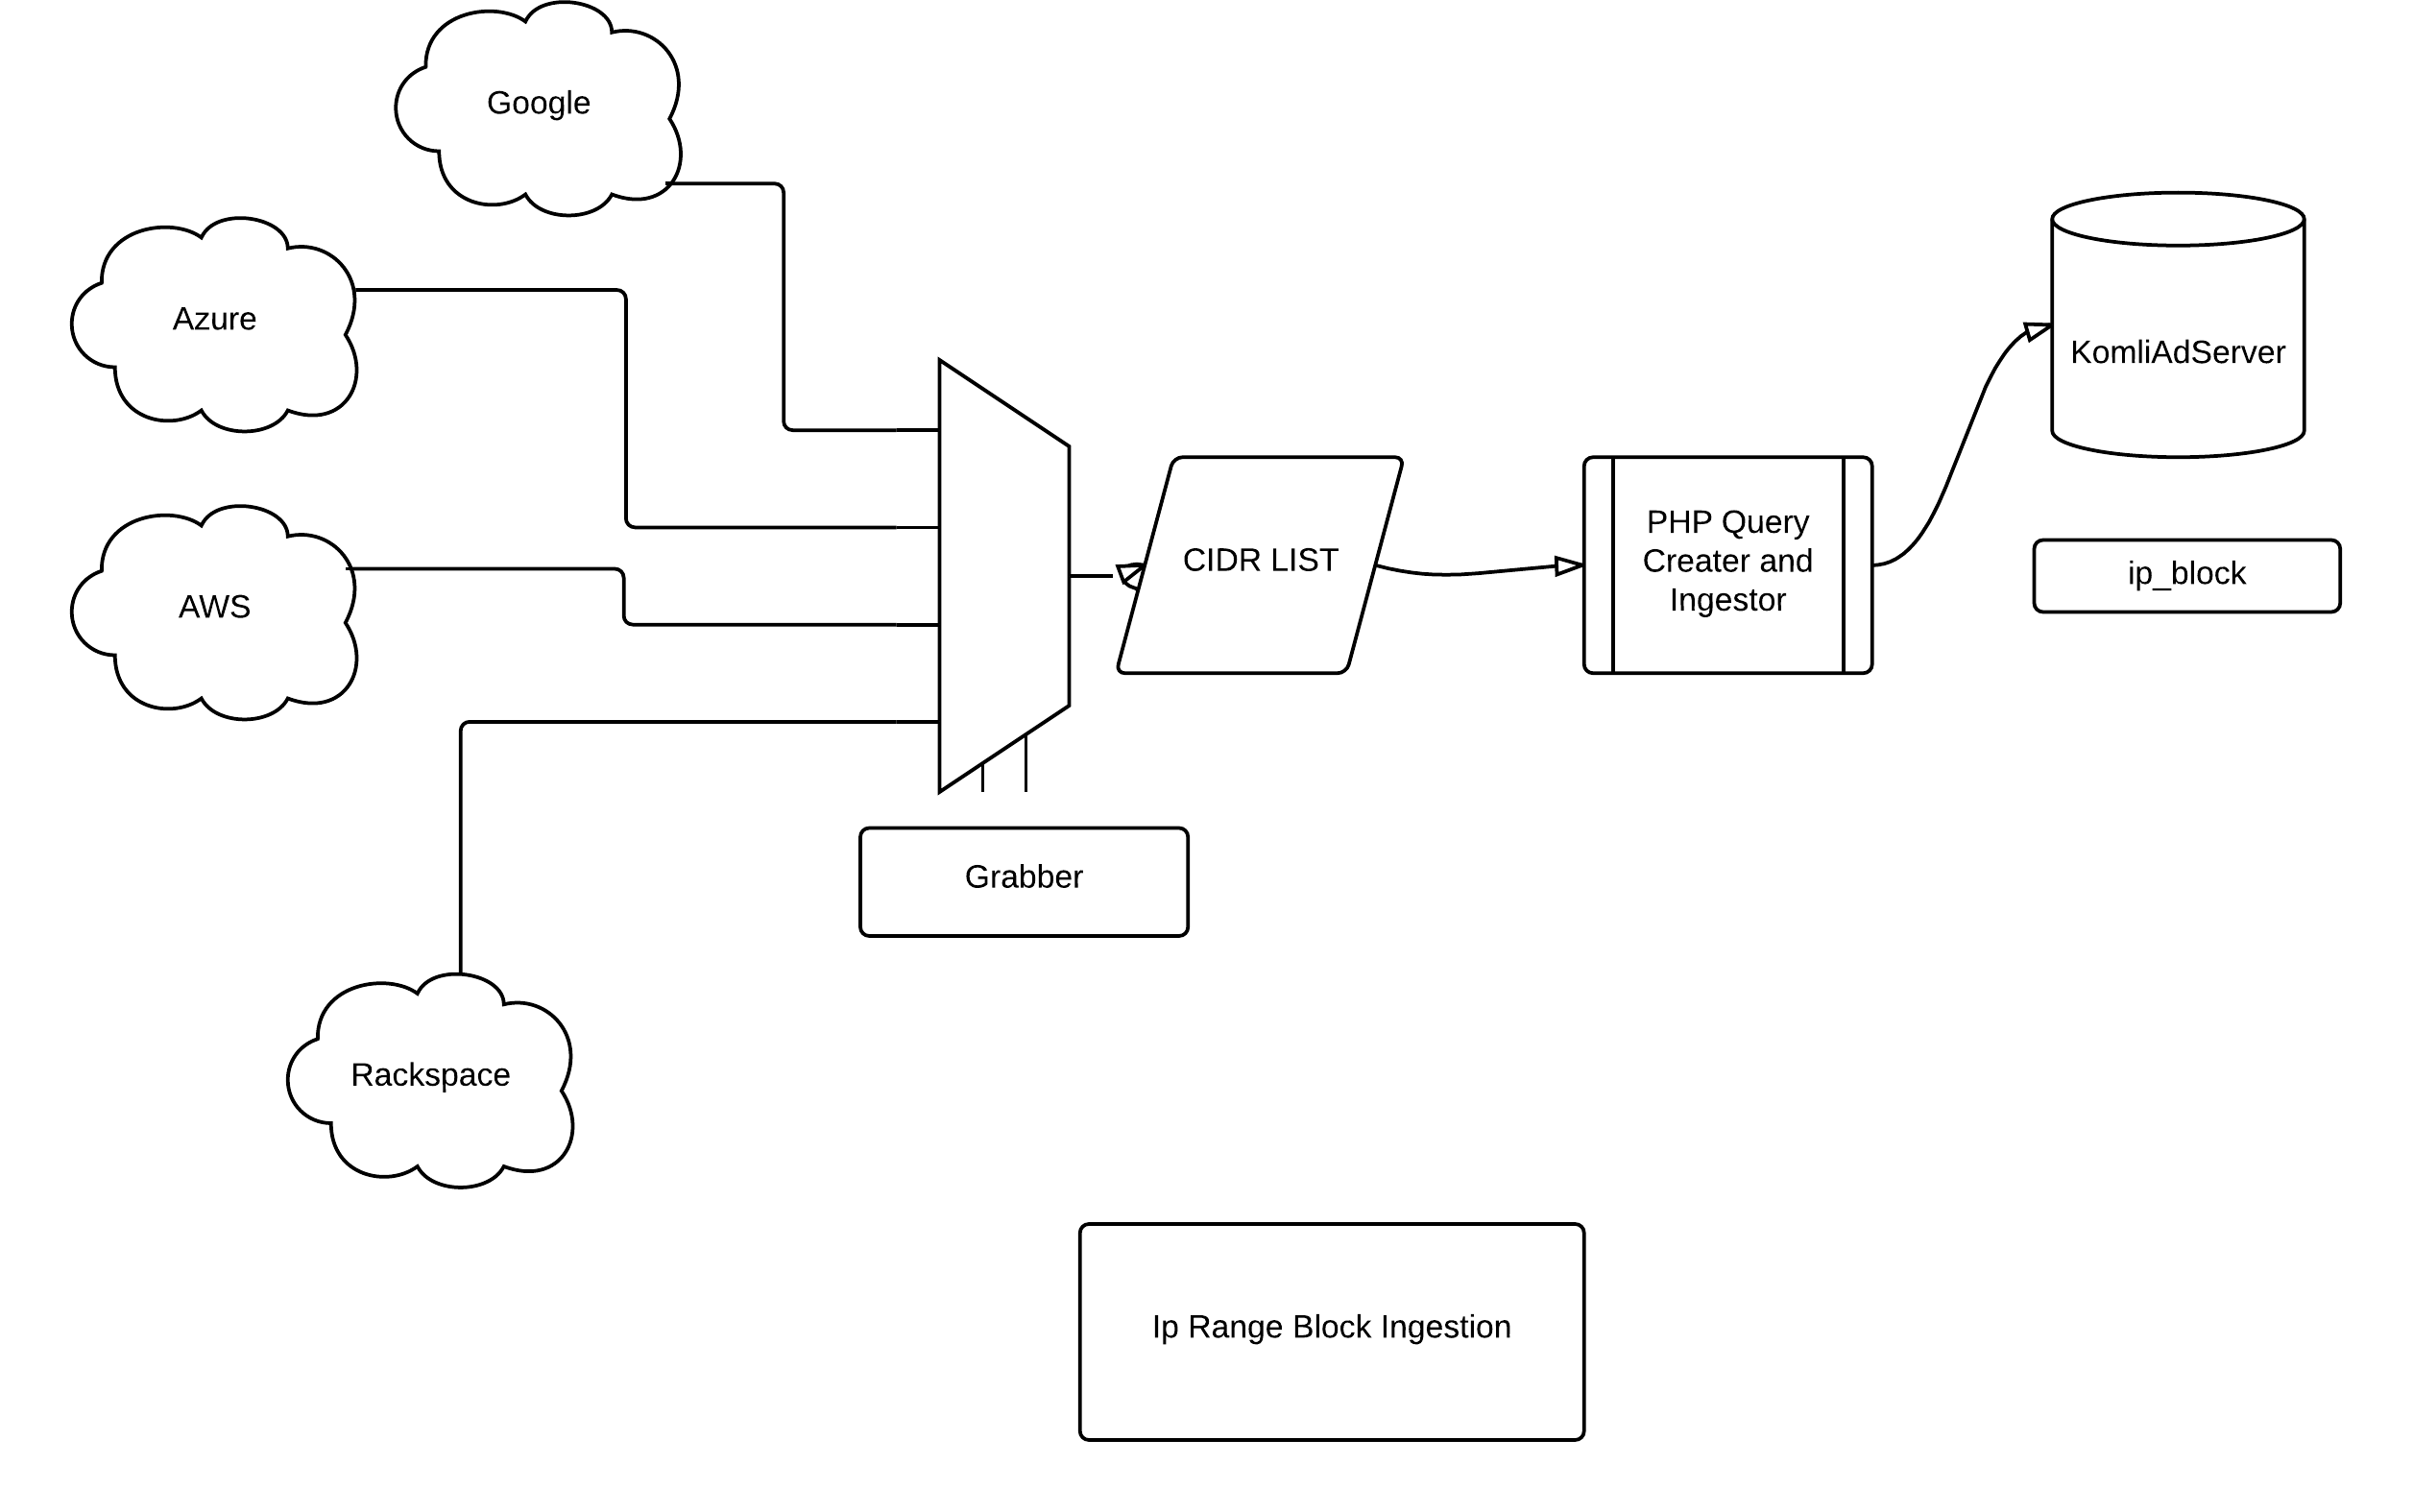 Google
Azure
AWS
Rackspace
Grabber
CIDR LIST
PHP Query
Creater and
Ingestor
KomliAdServer
ip_block
Ip Range Block Ingestion